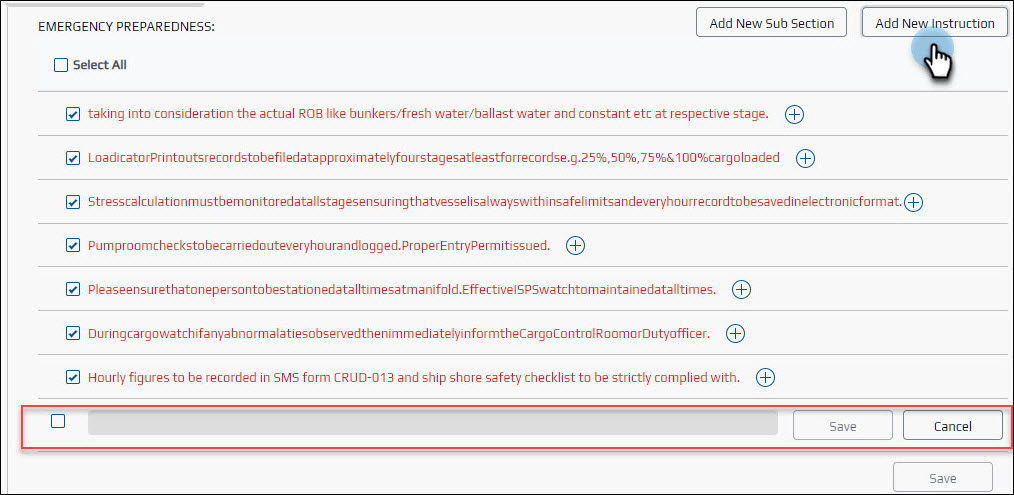 EMERGENCY PREPAREDNESS:
Add New Sub Section
Add New Instruction
Select All
taking into consideration the actual ROB like bunkers/fresh water/ballast water and constant etc at respective stage.
LoadicatorPrintoutsrecordstobefiledatapproximatelyfourstagesatleastforrecordse.g.25%,50%,75%&100%cargoloaded
Stresscalculationmustbemonitoredatallstagesensuringthatvesselisalwayswithinsafelimitsandeveryhourrecordtobesavedinelectronicformat.
Pumproomcheckstobecarriedouteveryhourandlogged.ProperEntryPermitissued.
Pleaseensurethatonepersontobestationedatalltimesatmanifold.EffectiveISPSwatchtomaintainedatalltimes.
Duringcargowatchifanyabnormalatiesobservedthenimmediatelyinformthe​CargoControlRoomorDutyofficer.
Hourly figures to be recorded in SMS form CRUD-013 and ship shore safety checklist to be strictly complied with.
Save
Cancel
Save